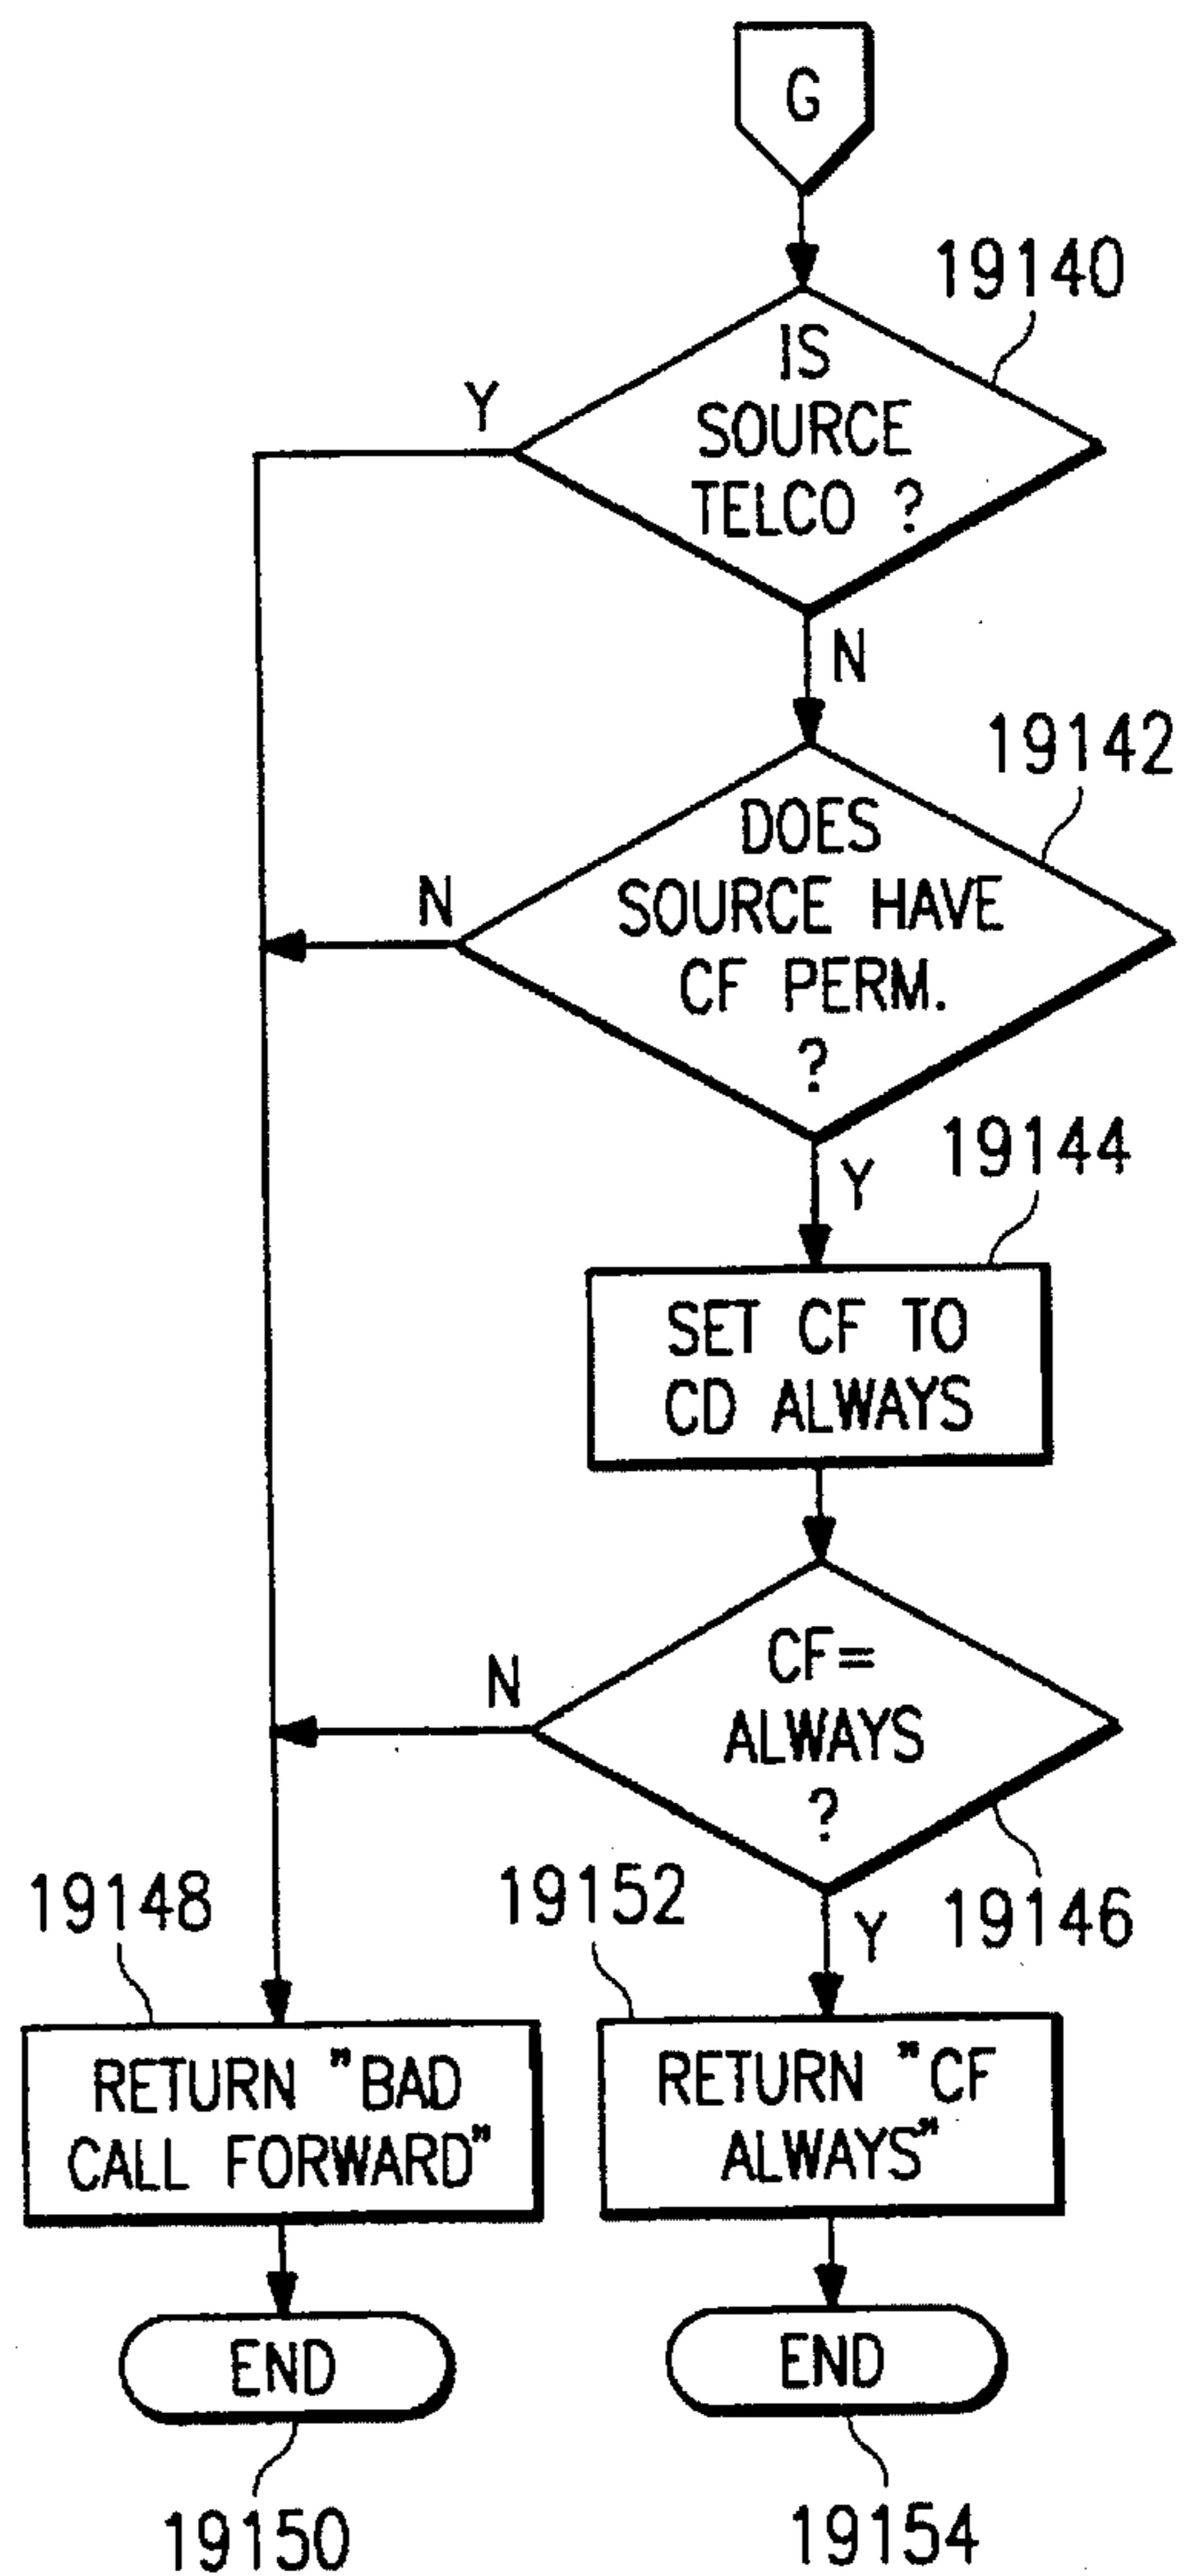 G
19140
IS
SOURCE
TELCO ?
Y
N
19142
DOES
SOURCE HAVE
CF PERM.
?
N
Y
19144
SET CF TO
CD ALWAYS
CF=
ALWAYS
?
N
Y
19146
19148
RETURN "BAD
CALL FORWARD"
19152
RETURN "CF
ALWAYS"
END
19150
END
19154